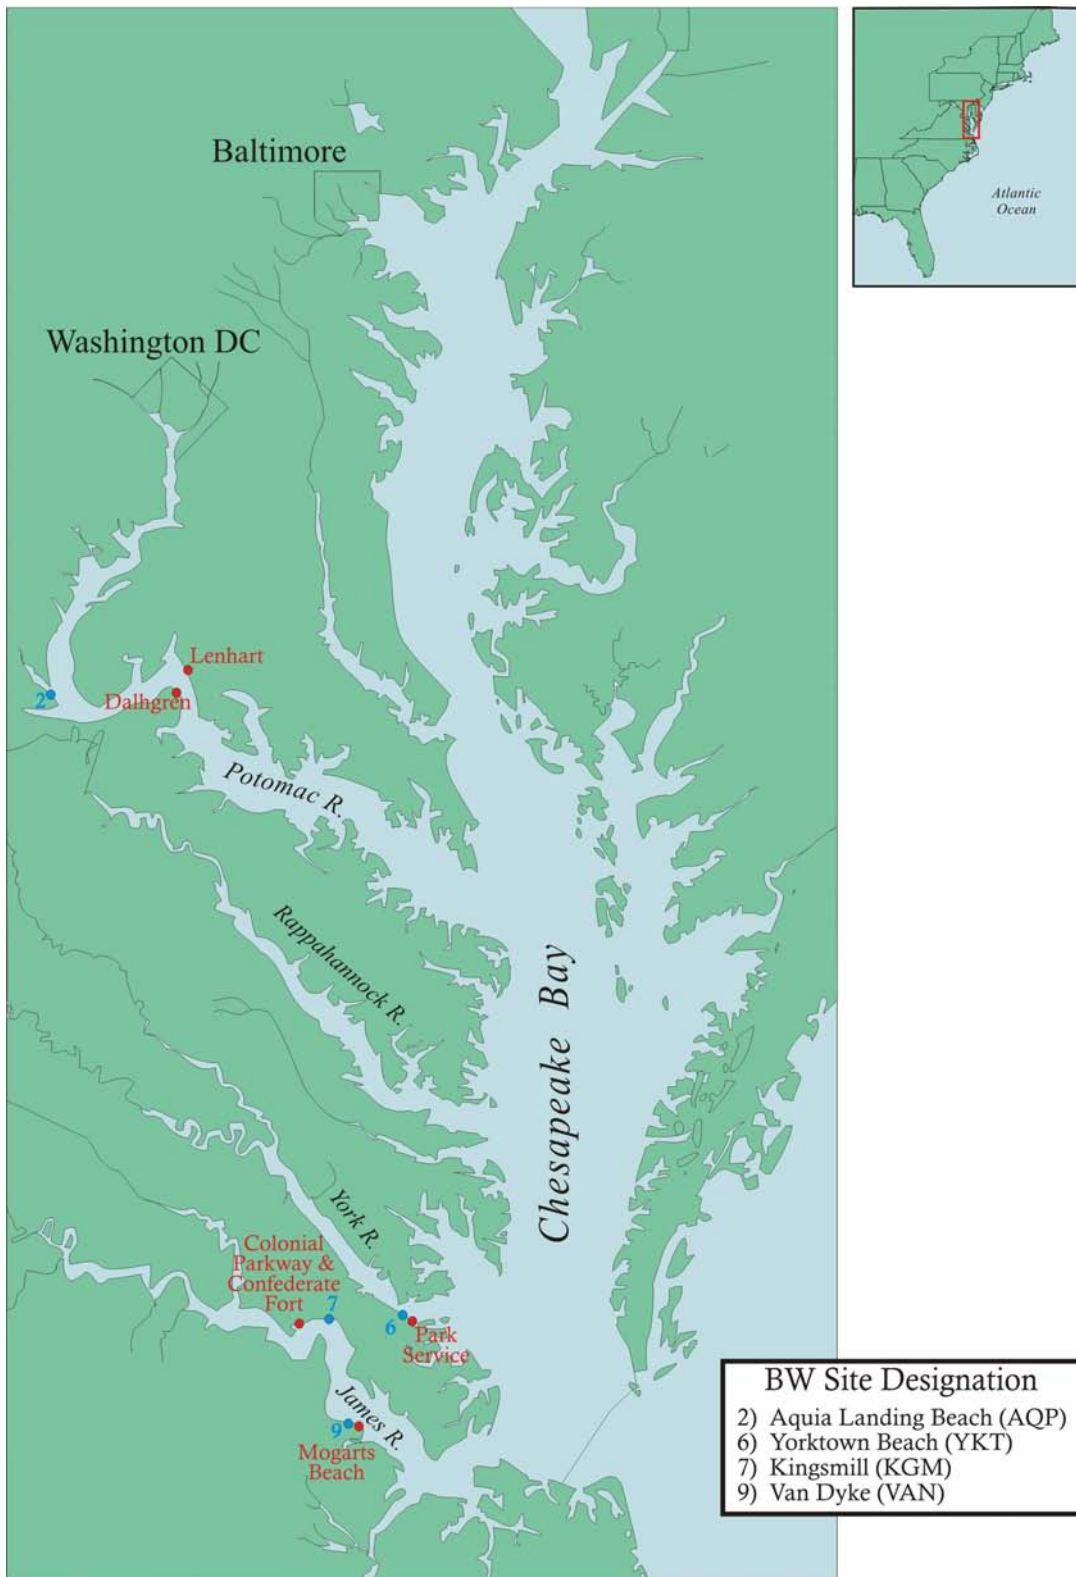 Baltimore
Atlantic
Ocean
Washington DC
Lenhart
2
Dalhgren
Potomac R.
Rappahannock R.
Chesapeake Bay
York R.
Colonial
Parkway &
Confederate
Fort
7
6
Park
Service
James R.
9
Mogarts
Beach
BW Site Designation
2) Aquia Landing Beach (AQP)
6) Yorktown Beach (YKT)
7) Kingsmill (KGM)
9) Van Dyke (VAN)